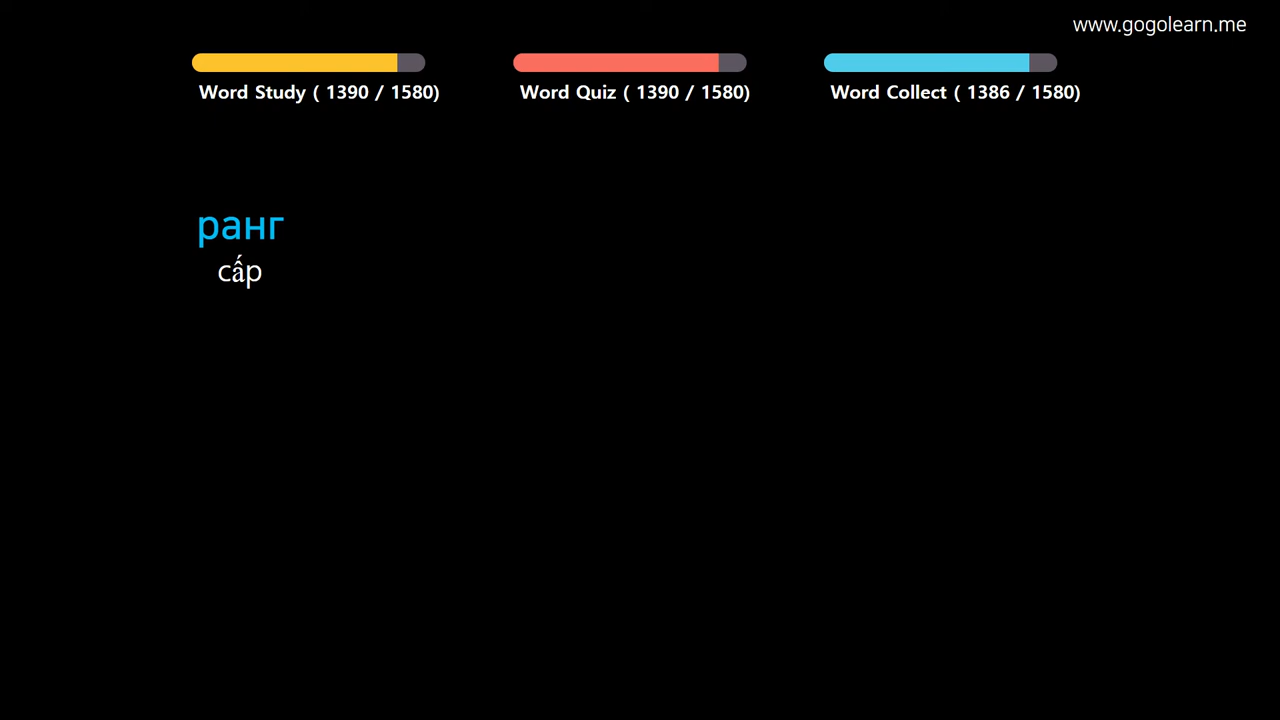 www.gogolearn.me
Word Study ( 1390 / 1580)
Word Quiz ( 1390 / 1580)
Word Collect ( 1386 / 1580)
ранг
cấp